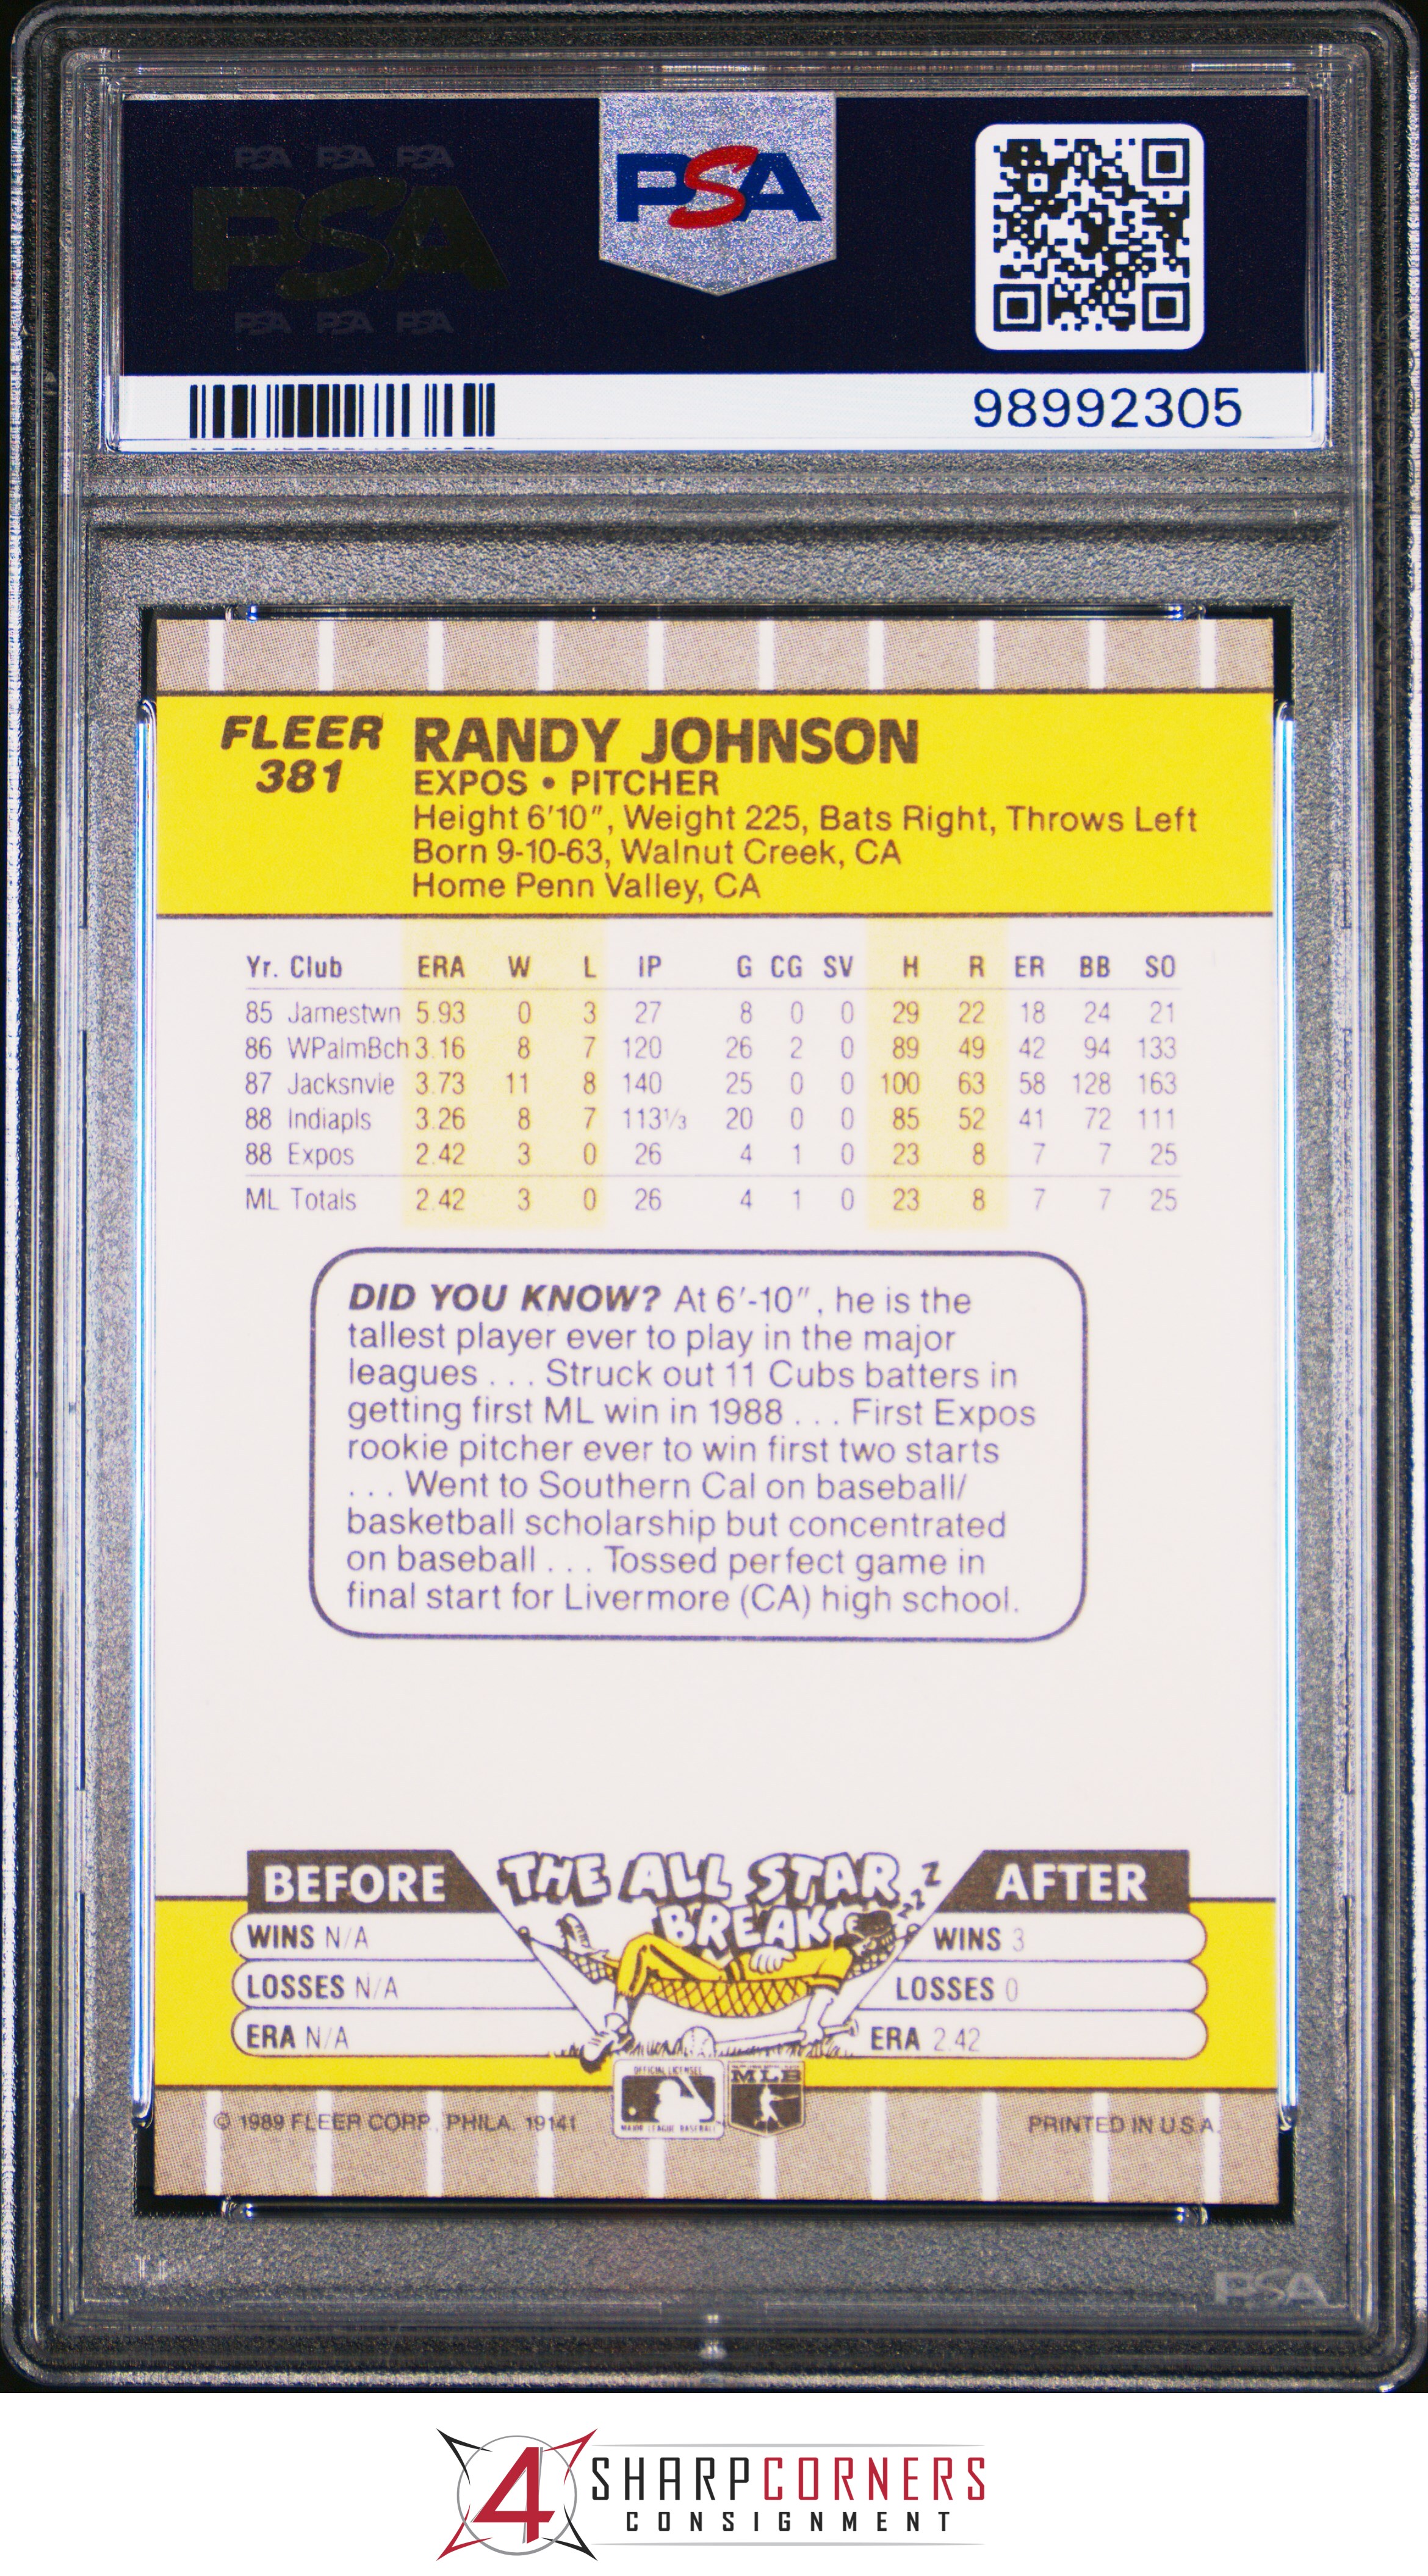 PSA PSA PSA
PSA
PSA PSA PSA
PSA
98992305
FLEER
381
RANDY JOHNSON
EXPOS • PITCHER
Height 6'10", Weight 225, Bats Right, Throws Left
Born 9-10-63, Walnut Creek, CA
Home Penn Valley, CA
Yr. Club ERA W L IP G CG SV H R ER BB SO
85 Jamestwn 5.93 0 3 27 8 0 0 29 22 18 24 21
86 WPalmBch 3.16 8 7 120 26 2 0 89 49 42 94 133
87 Jacksnvle 3.73 11 8 140 25 0 0 100 63 58 128 163
88 Indiapls 3.26 8 7 113⅓ 20 0 0 85 52 41 72 111
88 Expos 2.42 3 0 26 4 1 0 23 8 7 7 25
ML Totals 2.42 3 0 26 4 1 0 23 8 7 7 25
DID YOU KNOW? At 6'-10", he is the
tallest player ever to play in the major
leagues . . . Struck out 11 Cubs batters in
getting first ML win in 1988 . . . First Expos
rookie pitcher ever to win first two starts
. . . Went to Southern Cal on baseball/
basketball scholarship but concentrated
on baseball . . . Tossed perfect game in
final start for Livermore (CA) high school.
BEFORE
THE ALL STAR
BREAK
ZZZZ
AFTER
WINS N/A
LOSSES N/A
ERA N/A
WINS 3
LOSSES 0
ERA 2.42
OFFICIAL LICENSEE
MAJOR LEAGUE BASEBALL
MLB
© 1989 FLEER CORP., PHILA. 19141
PRINTED IN U.S.A.
PSA
4
SHARPCORNERS
CONSIGNMENT